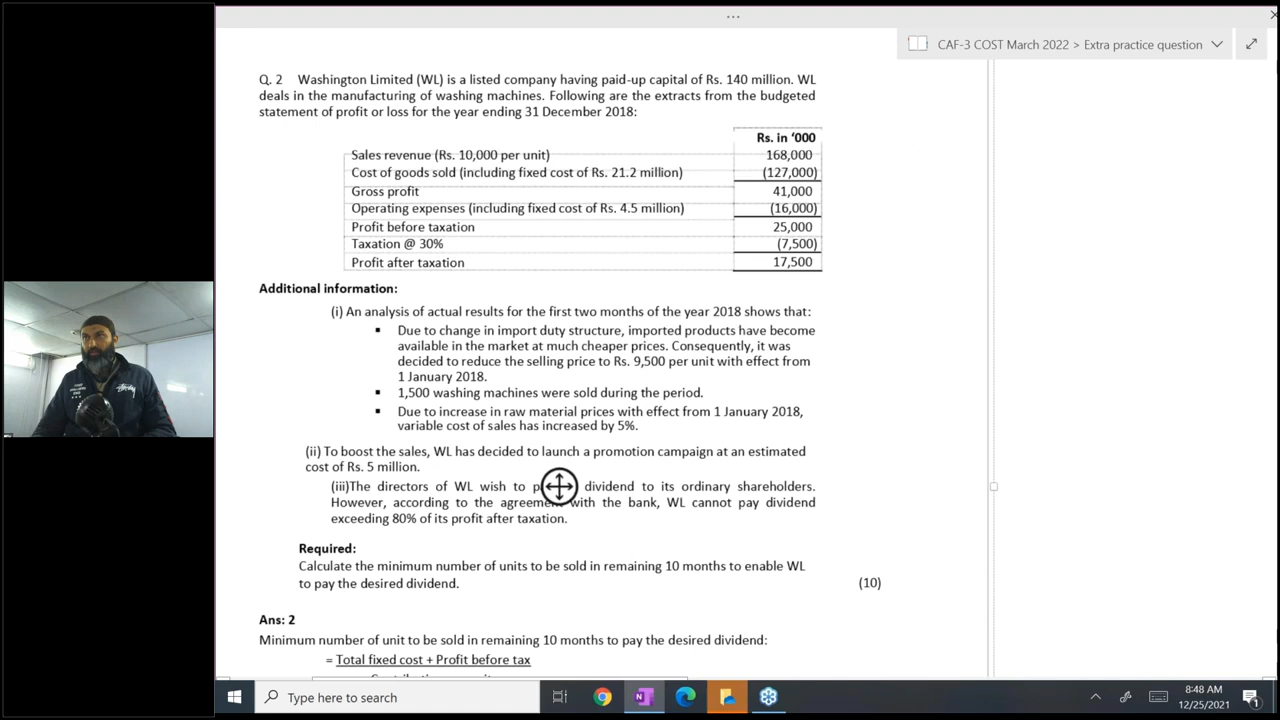 CAF-3 COST March 2022 > Extra practice question
Q. 2 Washington Limited (WL) is a listed company having paid-up capital of Rs. 140 million. WL
deals in the manufacturing of washing machines. Following are the extracts from the budgeted
statement of profit or loss for the year ending 31 December 2018:
Rs. in ‘000
Sales revenue (Rs. 10,000 per unit) 168,000
Cost of goods sold (including fixed cost of Rs. 21.2 million) (127,000)
Gross profit 41,000
Operating expenses (including fixed cost of Rs. 4.5 million) (16,000)
Profit before taxation 25,000
Taxation @ 30% (7,500)
Profit after taxation 17,500
Additional information:
(i) An analysis of actual results for the first two months of the year 2018 shows that:
▪ Due to change in import duty structure, imported products have become
available in the market at much cheaper prices. Consequently, it was
decided to reduce the selling price to Rs. 9,500 per unit with effect from
1 January 2018.
▪ 1,500 washing machines were sold during the period.
▪ Due to increase in raw material prices with effect from 1 January 2018,
variable cost of sales has increased by 5%.
(ii) To boost the sales, WL has decided to launch a promotion campaign at an estimated
cost of Rs. 5 million.
(iii)The directors of WL wish to dividend to its ordinary shareholders.
However, according to the agreement with the bank, WL cannot pay dividend
exceeding 80% of its profit after taxation.
Required:
Calculate the minimum number of units to be sold in remaining 10 months to enable WL
to pay the desired dividend. (10)
Ans: 2
Minimum number of unit to be sold in remaining 10 months to pay the desired dividend:
= Total fixed cost + Profit before tax
Type here to search
8:48 AM
12/25/2021